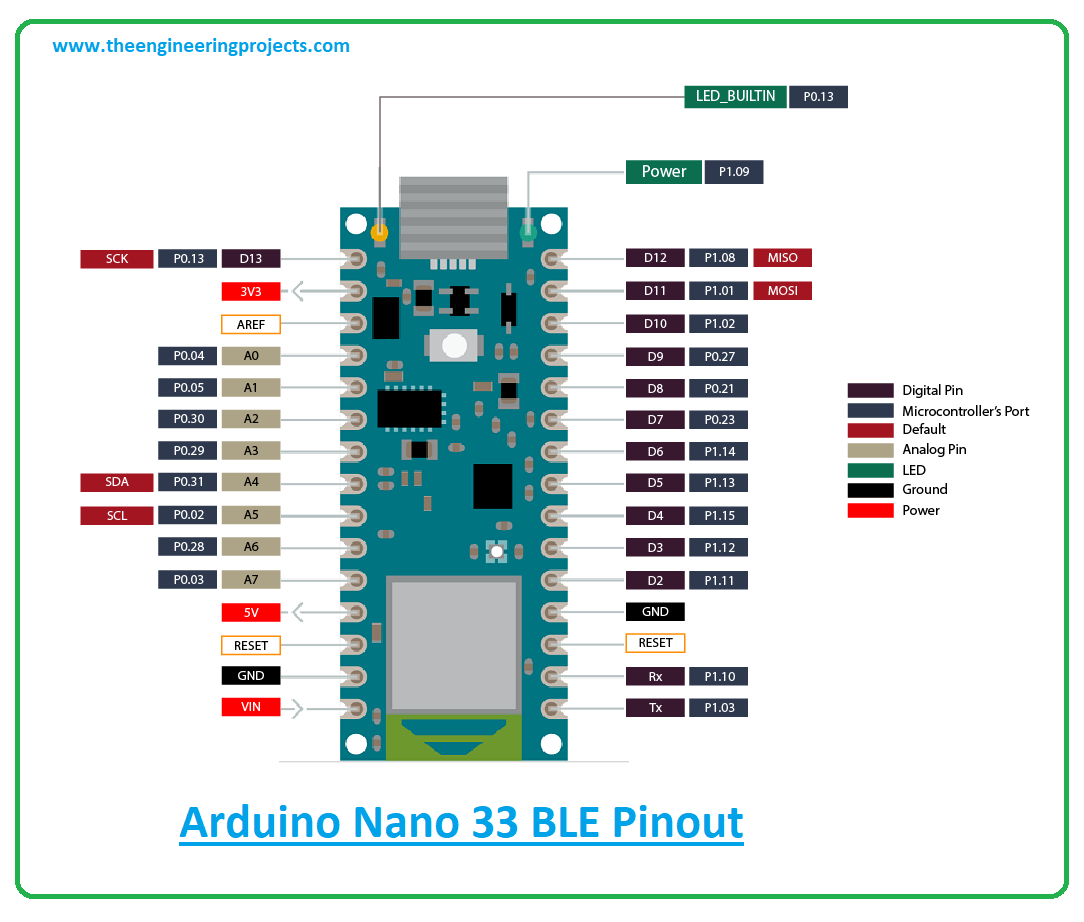 www.theengineeringprojects.com
LED_BUILTIN P0.13
Power P1.09
SCK P0.13 D13
3V3
AREF
P0.04 A0
P0.05 A1
P0.30 A2
P0.29 A3
SDA P0.31 A4
SCL P0.02 A5
P0.28 A6
P0.03 A7
5V
RESET
GND
VIN
D12 P1.08 MISO
D11 P1.01 MOSI
D10 P1.02
D9 P0.27
D8 P0.21
D7 P0.23
D6 P1.14
D5 P1.13
D4 P1.15
D3 P1.12
D2 P1.11
GND
RESET
Rx P1.10
Tx P1.03
Digital Pin
Microcontroller's Port
Default
Analog Pin
LED
Ground
Power
Arduino Nano 33 BLE Pinout